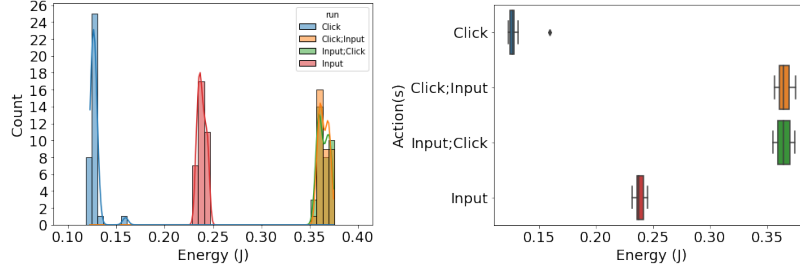 26
24
22
20
18
16
14
12
10
8
6
4
2
0
Count
0.10 0.15 0.20 0.25 0.30 0.35 0.40
Energy (J)
run
Click
Click;Input
Input;Click
Input
Action(s)
Click
Click;Input
Input;Click
Input
0.15 0.20 0.25 0.30 0.35
Energy (J)